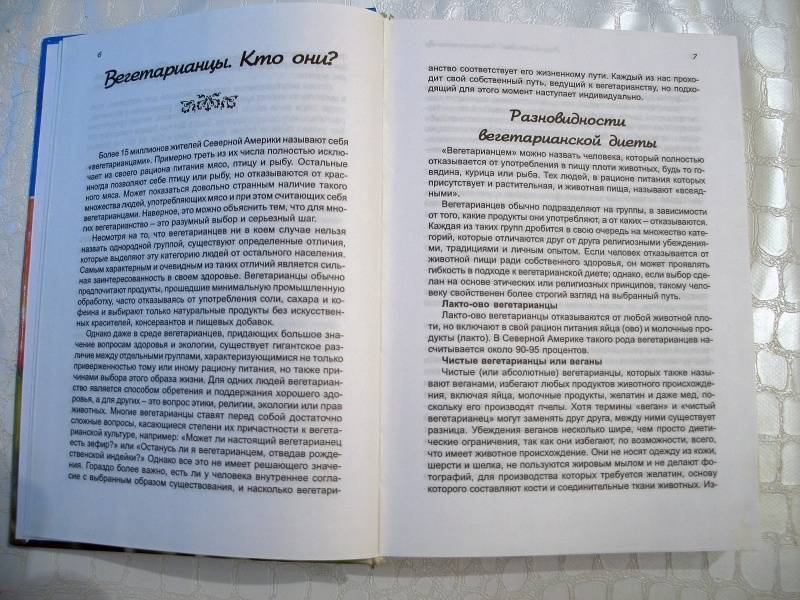 6
Вегетарианцы. Кто они?
Более 15 миллионов жителей Северной Америки называют себя
«вегетарианцами». Примерно треть из их числа полностью исклю-
чает из своего рациона питания мясо, птицу и рыбу. Остальные
иногда позволяют себе птицу или рыбу, но отказываются от крас-
ного мяса. Может показаться довольно странным наличие такого
множества людей, употребляющих мясо и при этом считающих себя
вегетарианцами. Наверное, это можно объяснить тем, что для мно-
гих вегетарианство – это разумный выбор и серьезный шаг.
Несмотря на то, что вегетарианцев ни в коем случае нельзя
назвать однородной группой, существуют определенные отличия,
которые выделяют эту категорию людей от остального населения.
Самым характерным и очевидным из таких отличий является силь-
ная заинтересованность в своем здоровье. Вегетарианцы обычно
предпочитают продукты, прошедшие минимальную промышленную
обработку, часто отказываясь от употребления соли, сахара и ко-
феина и выбирают только натуральные продукты без искусствен-
ных красителей, консервантов и пищевых добавок.
Однако даже в среде вегетарианцев, придающих большое зна-
чение вопросам здоровья и экологии, существует гигантское раз-
личие между отдельными группами, характеризующимися не только
приверженностью тому или иному рациону питания, но также при-
чинами выбора этого образа жизни. Для одних людей вегетариан-
ство является способом обретения и поддержания хорошего здо-
ровья, а для других – это вопрос этики, религии, экологии или прав
животных. Многие вегетарианцы ставят перед собой достаточно
сложные вопросы, касающиеся степени их причастности к вегета-
рианской культуре, например: «Может ли настоящий вегетарианец
есть зефир?» или «Останусь ли я вегетарианцем, отведав рожде-
ственской индейки?» Однако все это не имеет решающего значе-
ния. Гораздо более важно, есть ли у человека внутреннее согла-
сие с выбранным образом существования, и насколько вегетари-
7
анство соответствует его жизненному пути. Каждый из нас прохо-
дит свой собственный путь, ведущий к вегетарианству, но подхо-
дящий для этого момент наступает индивидуально.
Разновидности
вегетарианской диеты
«Вегетарианцем» можно назвать человека, который полностью
отказывается от употребления в пищу плоти животных, будь то го-
вядина, курица или рыба. Тех людей, в рационе питания которых
присутствует и растительная, и животная пища, называют «всеяд-
ными».
Вегетарианцев обычно подразделяют на группы, в зависимости
от того, какие продукты они употребляют, а от каких – отказываются.
Каждая из таких групп дробится в свою очередь на множество кате-
горий, которые отличаются друг от друга религиозными убеждения-
ми, традициями и личным опытом. Если человек отказывается от
животной пищи ради собственного здоровья, он может проявлять
гибкость в подходе к вегетарианской диете; однако, если выбор сде-
лан на основе этических или религиозных принципов, такому чело-
веку свойственен более строгий взгляд на выбранный путь.
Лакто-ово вегетарианцы
Лакто-ово вегетарианцы отказываются от любой животной пло-
ти, но включают в свой рацион питания яйца (ово) и молочные про-
дукты (лакто). В Северной Америке такого рода вегетарианцев на-
считывается около 90-95 процентов.
Чистые вегетарианцы или веганы
Чистые (или абсолютные) вегетарианцы, которых также назы-
вают веганами, избегают любых продуктов животного происхожде-
ния, включая яйца, молочные продукты, желатин и даже мед, по-
скольку его производят пчелы. Хотя термины «веган» и «чистый
вегетарианец» могут заменять друг друга, между ними существует
разница. Убеждения веганов несколько шире, чем просто диети-
ческие ограничения, так как они избегают, по возможности, всего,
что имеет животное происхождение. Они не носят одежду из кожи,
шерсти и шелка, не пользуются жировым мылом и не делают фо-
тографий, для производства которых требуется желатин, основу
которого составляют кости и соединительные ткани животных. Из-